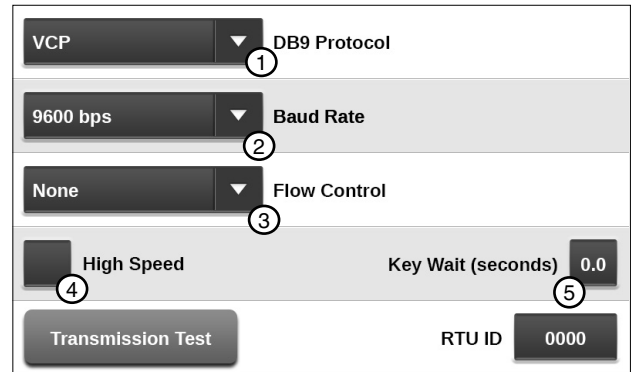 VCP DB9 Protocol
1
9600 bps Baud Rate
2
None Flow Control
3
High Speed Key Wait (seconds) 0.0
4 5
Transmission Test RTU ID 0000